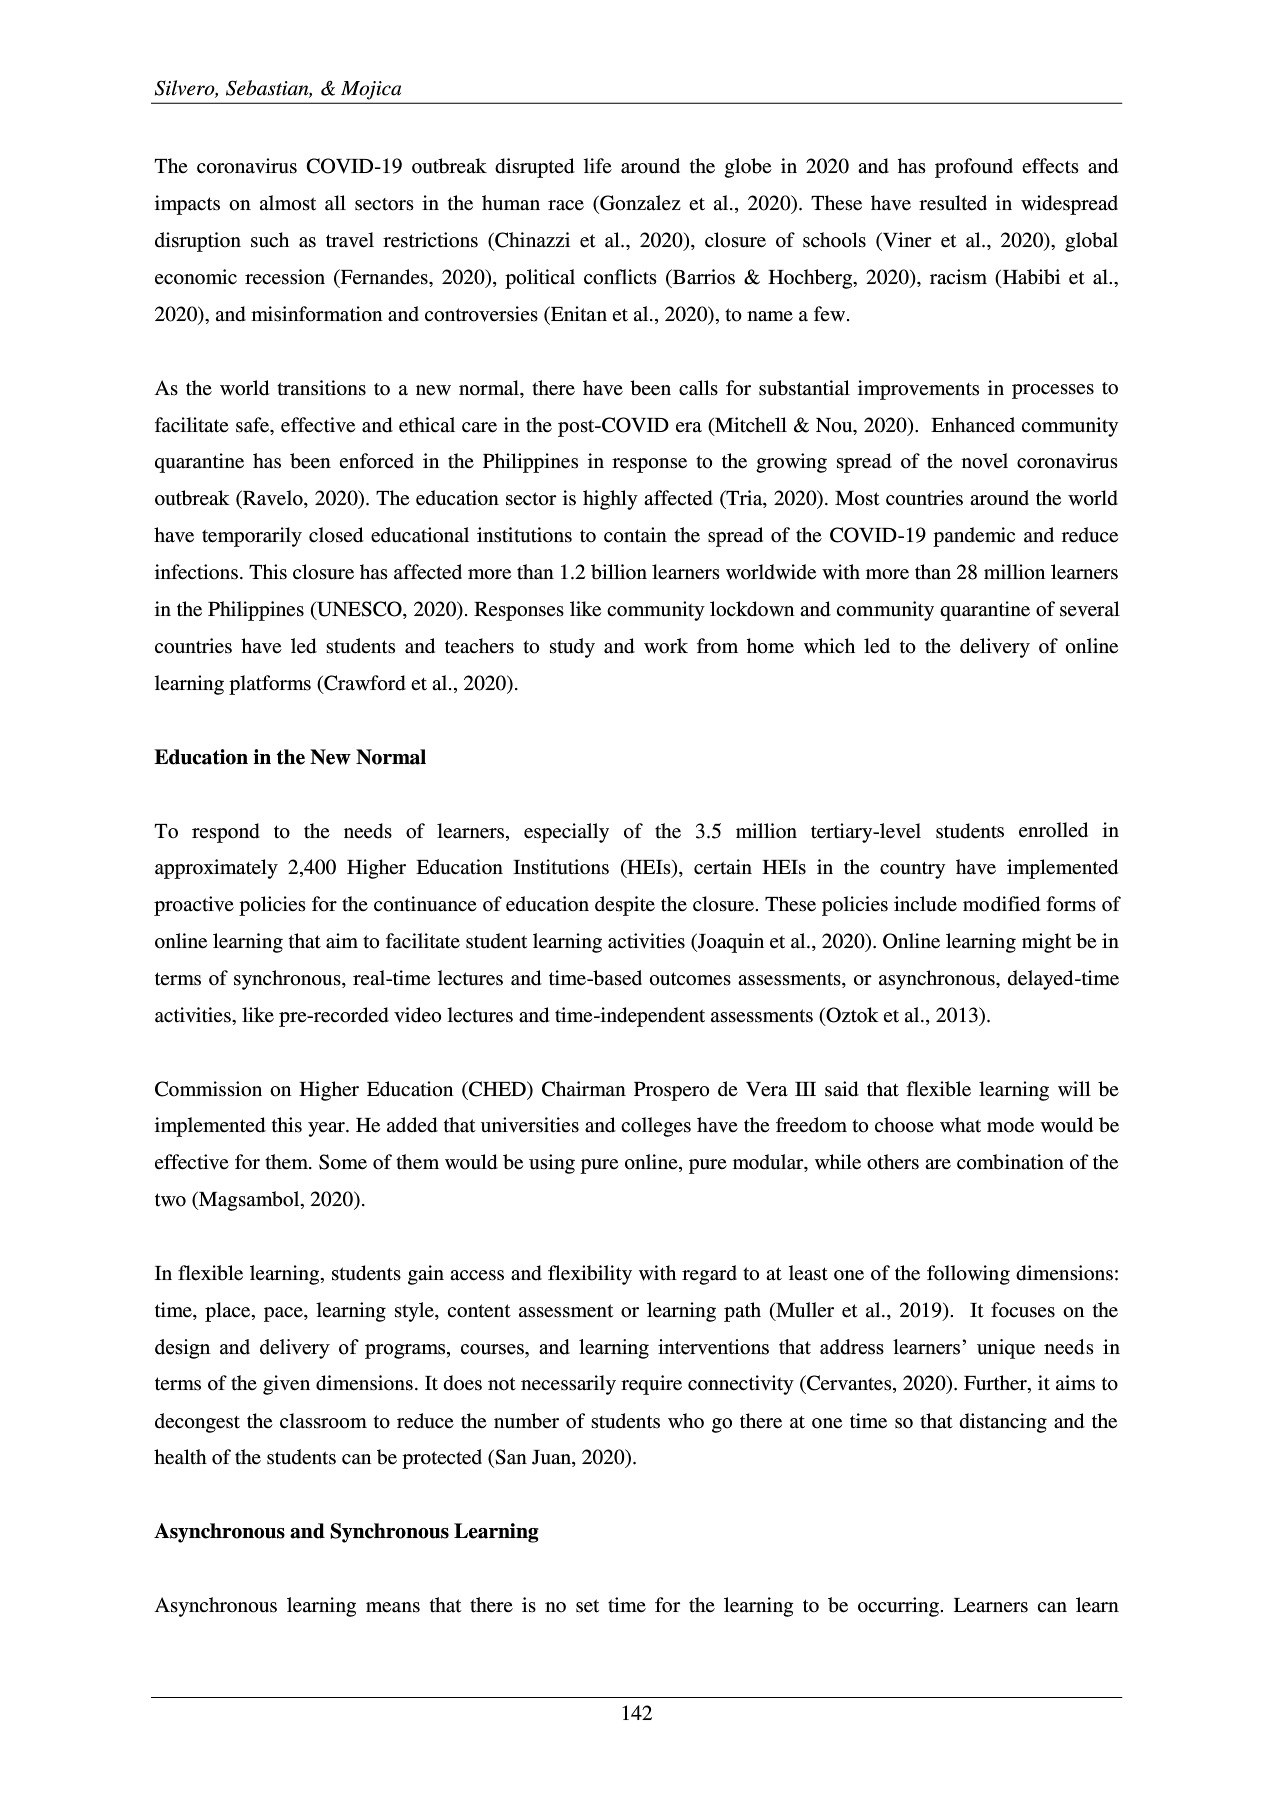 Silvero, Sebastian, & Mojica
The coronavirus COVID-19 outbreak disrupted life around the globe in 2020 and has profound effects and
impacts on almost all sectors in the human race (Gonzalez et al., 2020). These have resulted in widespread
disruption such as travel restrictions (Chinazzi et al., 2020), closure of schools (Viner et al., 2020), global
economic recession (Fernandes, 2020), political conflicts (Barrios & Hochberg, 2020), racism (Habibi et al.,
2020), and misinformation and controversies (Enitan et al., 2020), to name a few.
As the world transitions to a new normal, there have been calls for substantial improvements in processes to
facilitate safe, effective and ethical care in the post-COVID era (Mitchell & Nou, 2020).  Enhanced community
quarantine has been enforced in the Philippines in response to the growing spread of the novel coronavirus
outbreak (Ravelo, 2020). The education sector is highly affected (Tria, 2020). Most countries around the world
have temporarily closed educational institutions to contain the spread of the COVID-19 pandemic and reduce
infections. This closure has affected more than 1.2 billion learners worldwide with more than 28 million learners
in the Philippines (UNESCO, 2020). Responses like community lockdown and community quarantine of several
countries have led students and teachers to study and work from home which led to the delivery of online
learning platforms (Crawford et al., 2020).
Education in the New Normal
To respond to the needs of learners, especially of the 3.5 million tertiary-level students enrolled in
approximately 2,400 Higher Education Institutions (HEIs), certain HEIs in the country have implemented
proactive policies for the continuance of education despite the closure. These policies include modified forms of
online learning that aim to facilitate student learning activities (Joaquin et al., 2020). Online learning might be in
terms of synchronous, real-time lectures and time-based outcomes assessments, or asynchronous, delayed-time
activities, like pre-recorded video lectures and time-independent assessments (Oztok et al., 2013).
Commission on Higher Education (CHED) Chairman Prospero de Vera III said that flexible learning will be
implemented this year. He added that universities and colleges have the freedom to choose what mode would be
effective for them. Some of them would be using pure online, pure modular, while others are combination of the
two (Magsambol, 2020).
In flexible learning, students gain access and flexibility with regard to at least one of the following dimensions:
time, place, pace, learning style, content assessment or learning path (Muller et al., 2019).  It focuses on the
design and delivery of programs, courses, and learning interventions that address learners’ unique needs in
terms of the given dimensions. It does not necessarily require connectivity (Cervantes, 2020). Further, it aims to
decongest the classroom to reduce the number of students who go there at one time so that distancing and the
health of the students can be protected (San Juan, 2020).
Asynchronous and Synchronous Learning
Asynchronous learning means that there is no set time for the learning to be occurring. Learners can learn
142